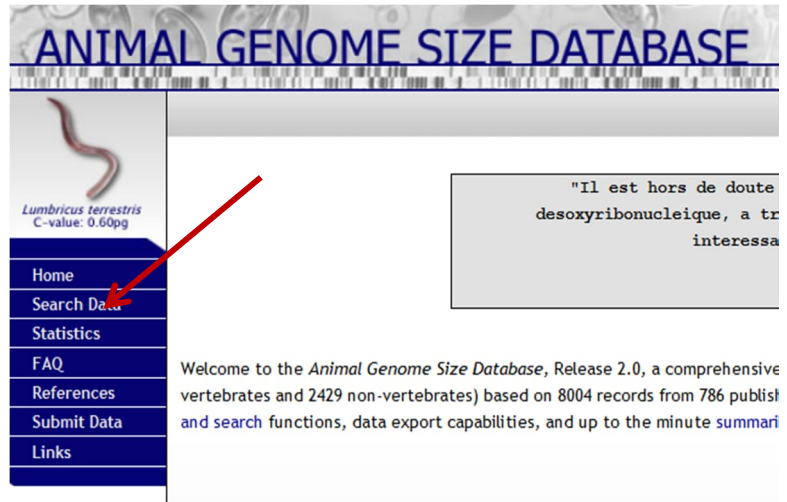 ANIMAL GENOME SIZE DATABASE
Lumbricus terrestris
C-value: 0.60pg
Home
Search Data
Statistics
FAQ
References
Submit Data
Links
"Il est hors de doute
desoxyribonucleique, a tr
interessa
Welcome to the Animal Genome Size Database, Release 2.0, a comprehensive
vertebrates and 2429 non-vertebrates) based on 8004 records from 786 publish
and search functions, data export capabilities, and up to the minute summari